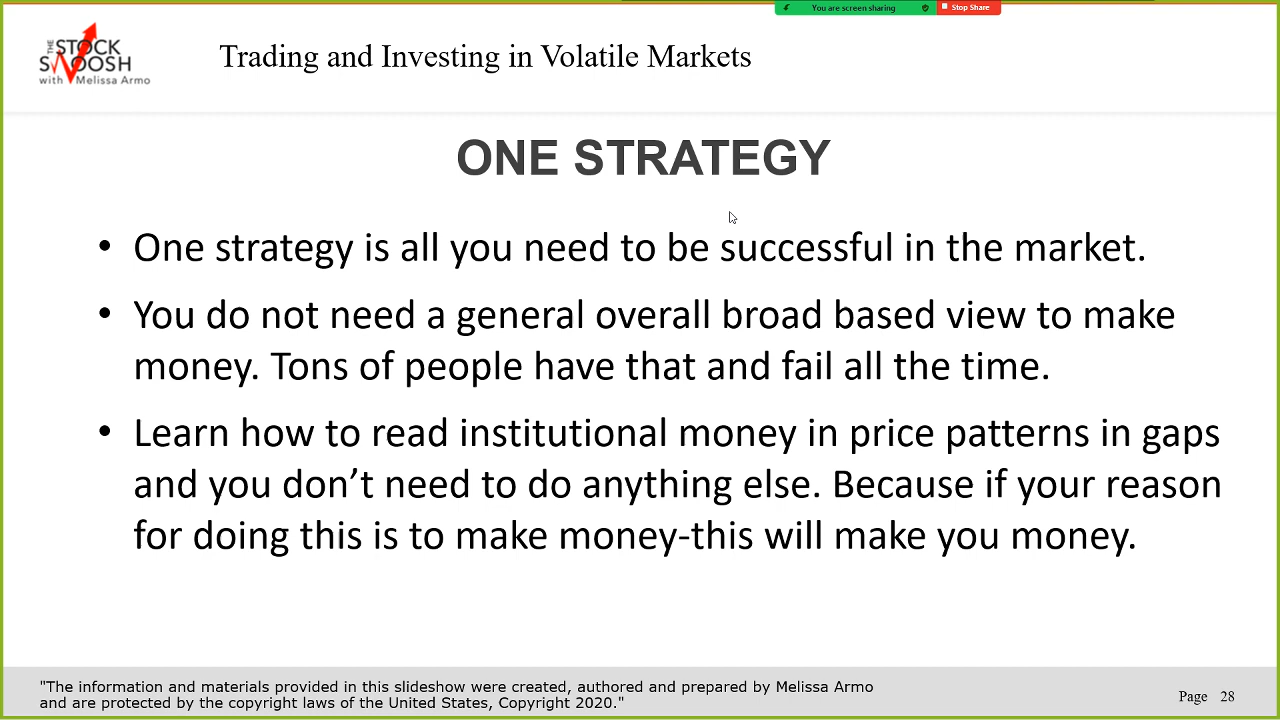 You are screen sharing
Stop Share
THE
STOCK
SWOOSH
with Melissa Armo
Trading and Investing in Volatile Markets
ONE STRATEGY
• One strategy is all you need to be successful in the market.
• You do not need a general overall broad based view to make
money. Tons of people have that and fail all the time.
• Learn how to read institutional money in price patterns in gaps
and you don’t need to do anything else. Because if your reason
for doing this is to make money-this will make you money.
"The information and materials provided in this slideshow were created, authored and prepared by Melissa Armo
and are protected by the copyright laws of the United States, Copyright 2020."
Page 28